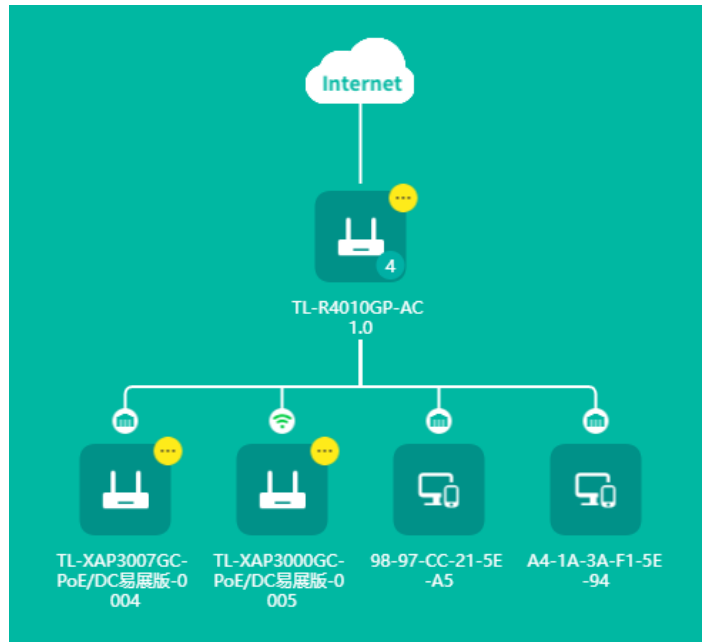 Internet
4
TL-R4010GP-AC
1.0
TL-XAP3007GC-
PoE/DC易展版-0
004
TL-XAP3000GC-
PoE/DC易展版-0
005
98-97-CC-21-5E
-A5
A4-1A-3A-F1-5E
-94